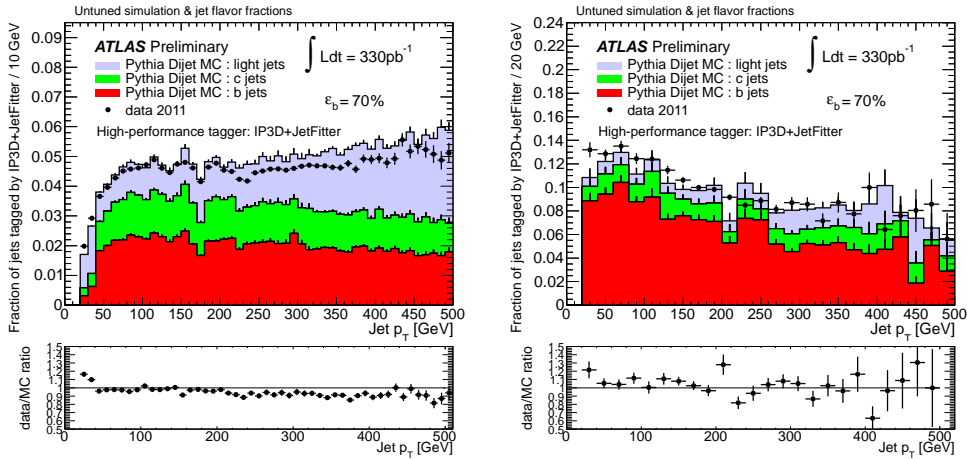 Untuned simulation & jet flavor fractions
Fraction of jets tagged by IP3D+JetFitter / 10 GeV
0.09
0.08
0.07
0.06
0.05
0.04
0.03
0.02
0.01
0
ATLAS Preliminary
∫ Ldt = 330pb-1
Pythia Dijet MC : light jets
Pythia Dijet MC : c jets
Pythia Dijet MC : b jets
data 2011
εb = 70%
High-performance tagger: IP3D+JetFitter
0 50 100 150 200 250 300 350 400 450 500
Jet pT [GeV]
data/MC ratio
1.5
1.4
1.3
1.2
1.1
1
0.9
0.8
0.7
0.6
0.5
0 100 200 300 400 500
Jet pT [GeV]
Untuned simulation & jet flavor fractions
Fraction of jets tagged by IP3D+JetFitter / 20 GeV
0.24
0.22
0.2
0.18
0.16
0.14
0.12
0.1
0.08
0.06
0.04
0.02
0
ATLAS Preliminary
∫ Ldt = 330pb-1
Pythia Dijet MC : light jets
Pythia Dijet MC : c jets
Pythia Dijet MC : b jets
data 2011
εb = 70%
High-performance tagger: IP3D+JetFitter
0 50 100 150 200 250 300 350 400 450 500
Jet pT [GeV]
data/MC ratio
1.5
1.4
1.3
1.2
1.1
1
0.9
0.8
0.7
0.6
0.5
0 100 200 300 400 500
Jet pT [GeV]